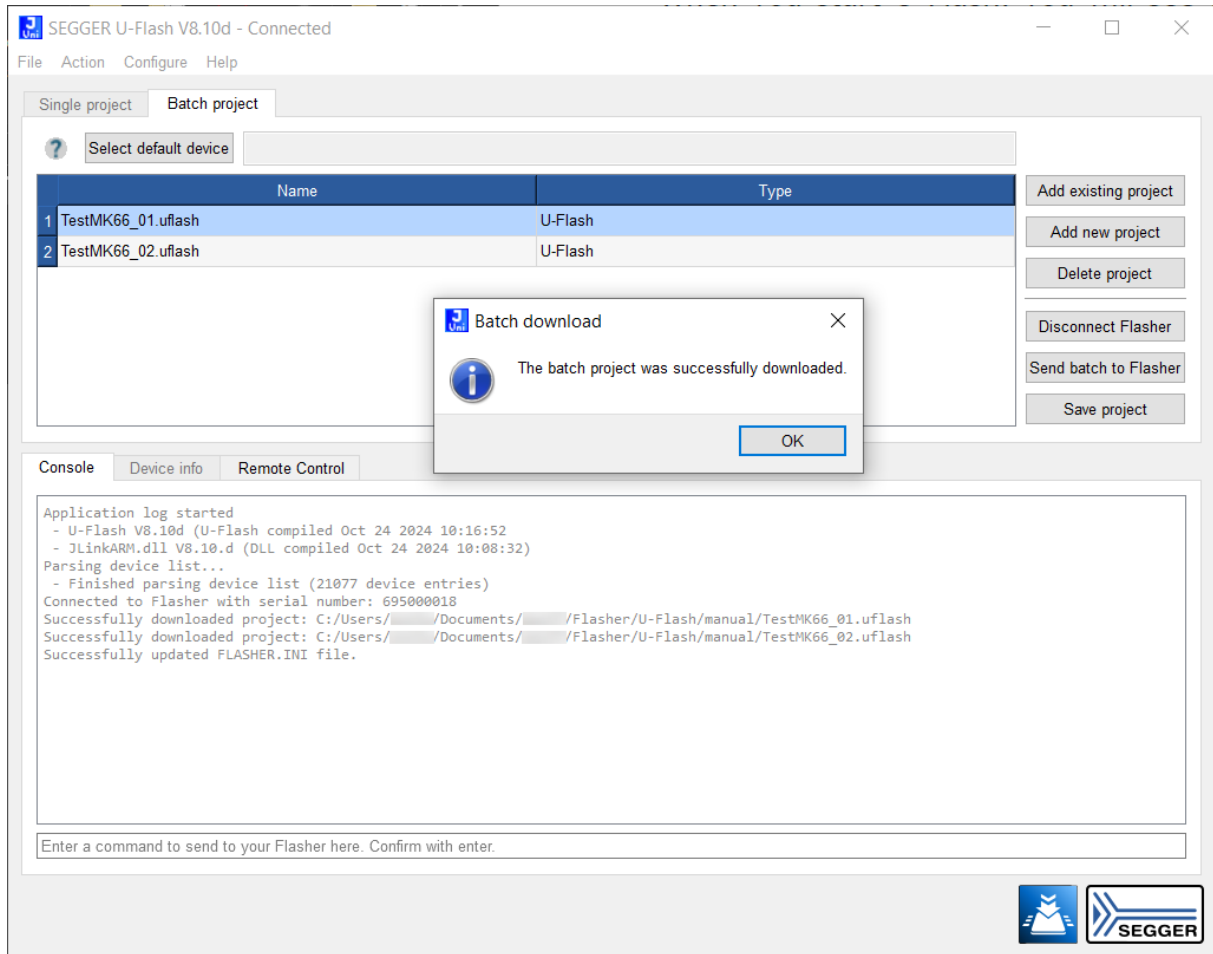 SEGGER U-Flash V8.10d - Connected
File Action Configure Help
Single project Batch project
? Select default device
Name Type
1 TestMK66_01.uflash U-Flash
2 TestMK66_02.uflash U-Flash
Add existing project
Add new project
Delete project
Disconnect Flasher
Send batch to Flasher
Save project
J Uni Batch download
The batch project was successfully downloaded.
OK
Console Device info Remote Control
Application log started
- U-Flash V8.10d (U-Flash compiled Oct 24 2024 10:16:52
- JLinkARM.dll V8.10.d (DLL compiled Oct 24 2024 10:08:32)
Parsing device list...
- Finished parsing device list (21077 device entries)
Connected to Flasher with serial number: 695000018
Successfully downloaded project: C:/Users/ /Documents/ /Flasher/U-Flash/manual/TestMK66_01.uflash
Successfully downloaded project: C:/Users/ /Documents/ /Flasher/U-Flash/manual/TestMK66_02.uflash
Successfully updated FLASHER.INI file.
Enter a command to send to your Flasher here. Confirm with enter.
SEGGER